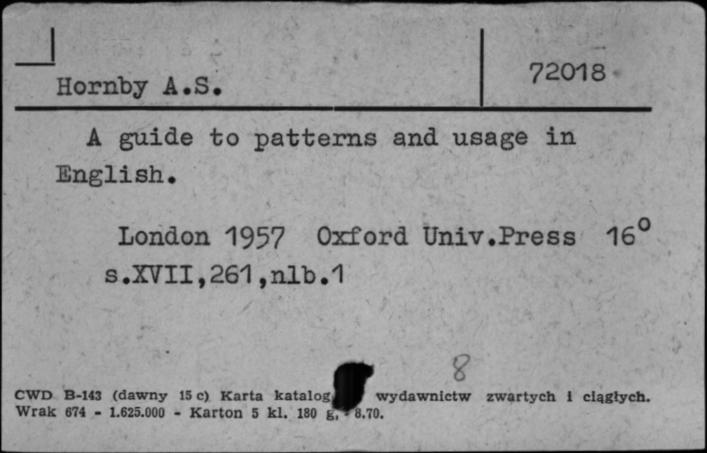 Hornby A.S.
72018
A guide to patterns and usage in
English.
London 1957 Oxford Univ.Press 16°
s.XVII,261,nlb.1
8
CWD B-143 (dawny 15 c) Karta katalog wydawnictw zwartych i ciągłych.
Wrak 674 - 1.625.000 - Karton 5 kl. 180 g, 8.70.